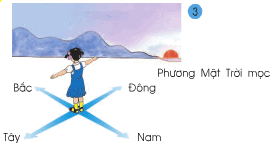 3
Phương Mặt Trời mọc
Bắc Đông
Tây Nam